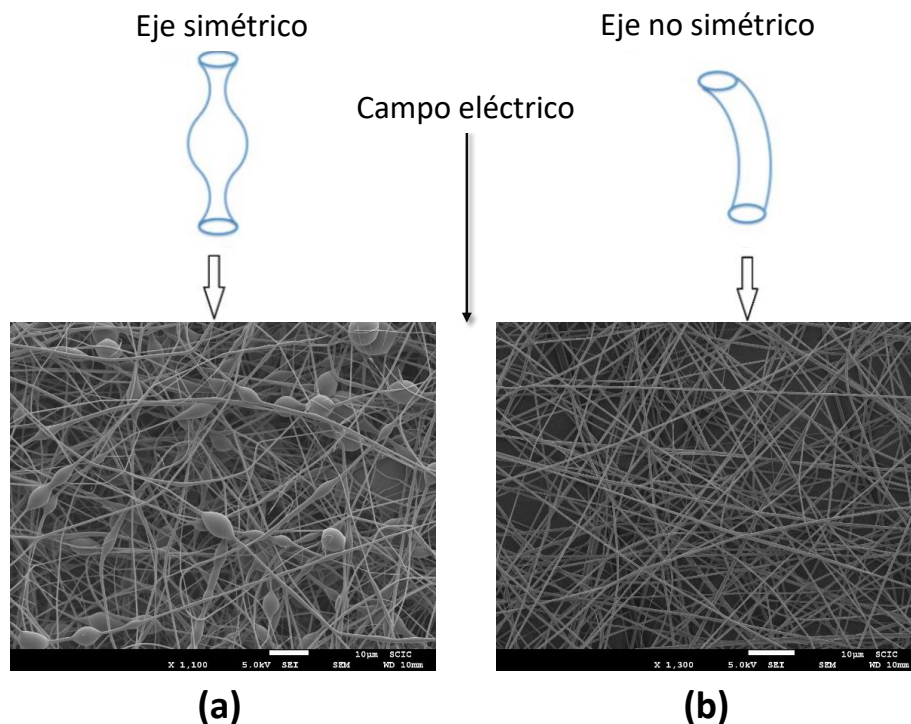 Eje simétrico
Eje no simétrico
Campo eléctrico
10µm SCIC
X 1,100 5.0kV SEI SEM WD 10mm
10µm SCIC
X 1,300 5.0kV SEI SEM WD 10mm
(a)
(b)